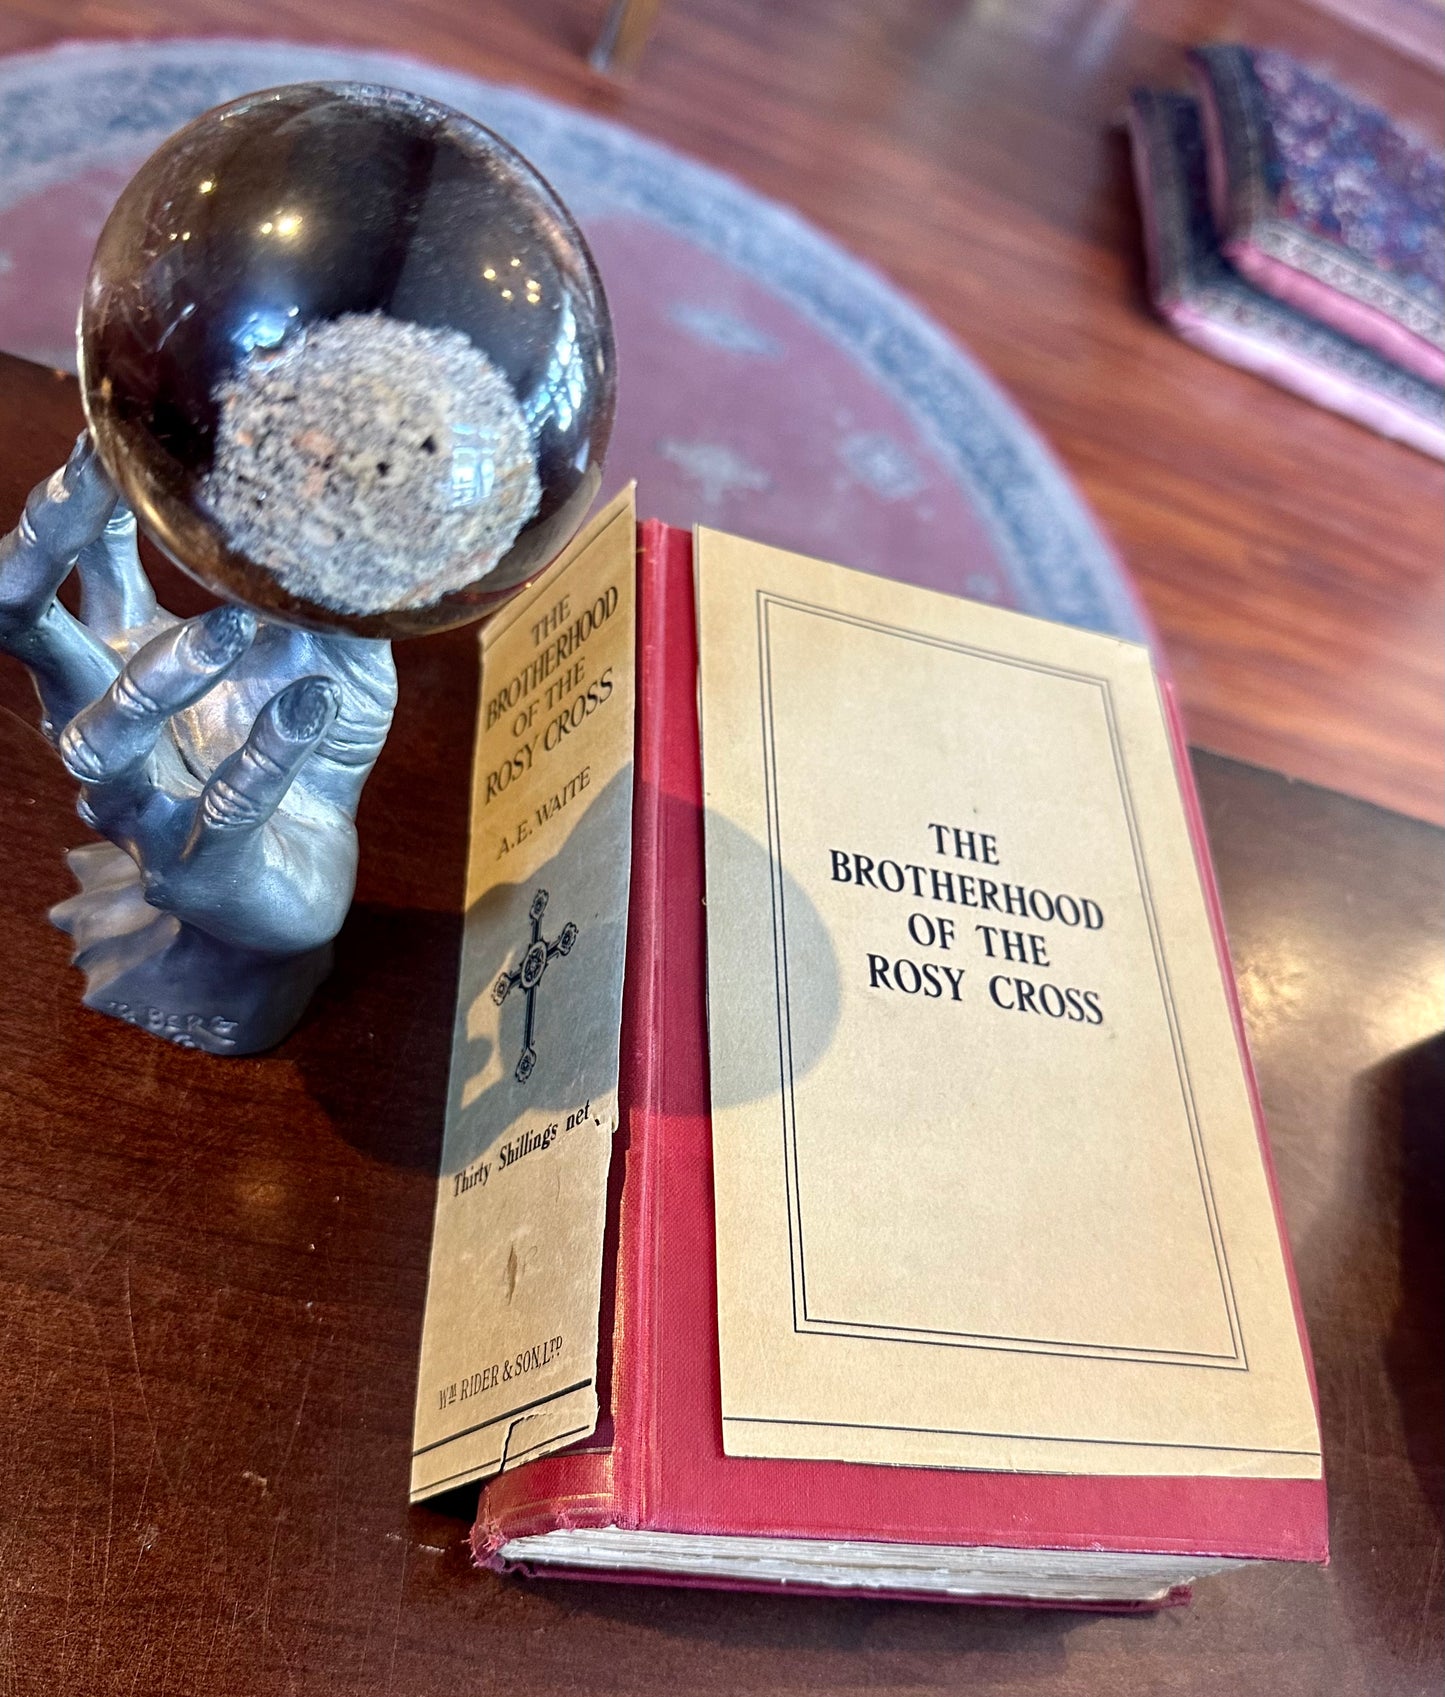 THE
BROTHERHOOD
OF THE
ROSY CROSS
A.E. WAITE
Thirty Shillings net
WM RIDER & SON, LTD
THE
BROTHERHOOD
OF THE
ROSY CROSS